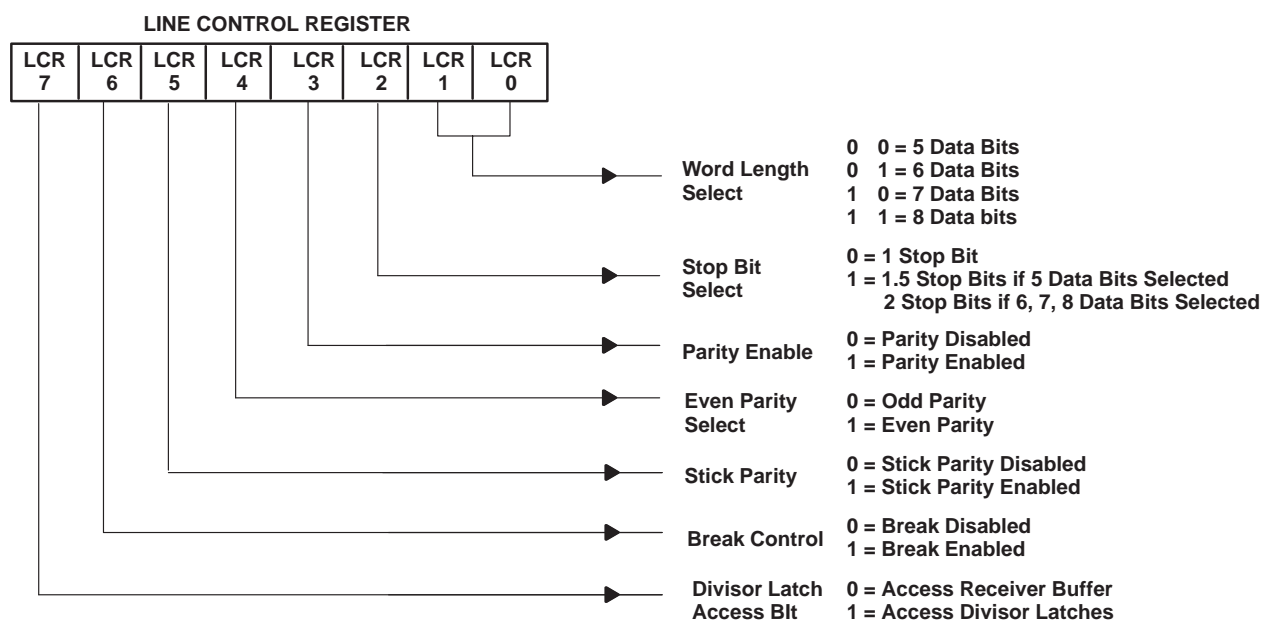 LINE CONTROL REGISTER
LCR LCR LCR LCR LCR LCR LCR LCR
7 6 5 4 3 2 1 0
Word Length
Select
0 0 = 5 Data Bits
0 1 = 6 Data Bits
1 0 = 7 Data Bits
1 1 = 8 Data bits
Stop Bit
Select
0 = 1 Stop Bit
1 = 1.5 Stop Bits if 5 Data Bits Selected
2 Stop Bits if 6, 7, 8 Data Bits Selected
Parity Enable
0 = Parity Disabled
1 = Parity Enabled
Even Parity
Select
0 = Odd Parity
1 = Even Parity
Stick Parity
0 = Stick Parity Disabled
1 = Stick Parity Enabled
Break Control
0 = Break Disabled
1 = Break Enabled
Divisor Latch
Access BIt
0 = Access Receiver Buffer
1 = Access Divisor Latches